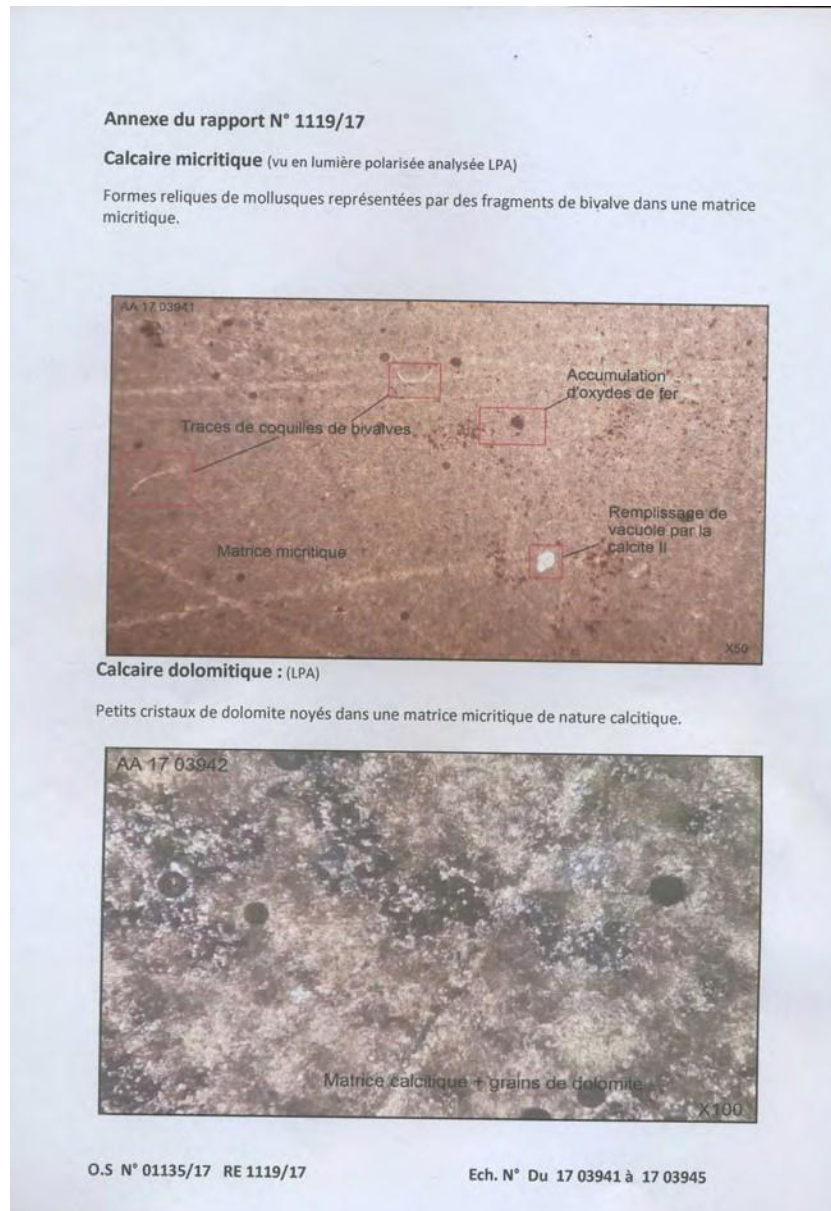 Annexe du rapport N° 1119/17
Calcaire micritique (vu en lumière polarisée analysée LPA)
Formes reliques de mollusques représentées par des fragments de bivalve dans une matrice
micritique.
AA 17 03941
Accumulation
d'oxydes de fer
Traces de coquilles de bivalves
Remplissage de
vacuole par la
calcite II
Matrice micritique
X50
Calcaire dolomitique : (LPA)
Petits cristaux de dolomite noyés dans une matrice micritique de nature calcitique.
AA 17 03942
Matrice calcitique + grains de dolomite
X100
O.S N° 01135/17 RE 1119/17
Ech. N° Du 17 03941 à 17 03945